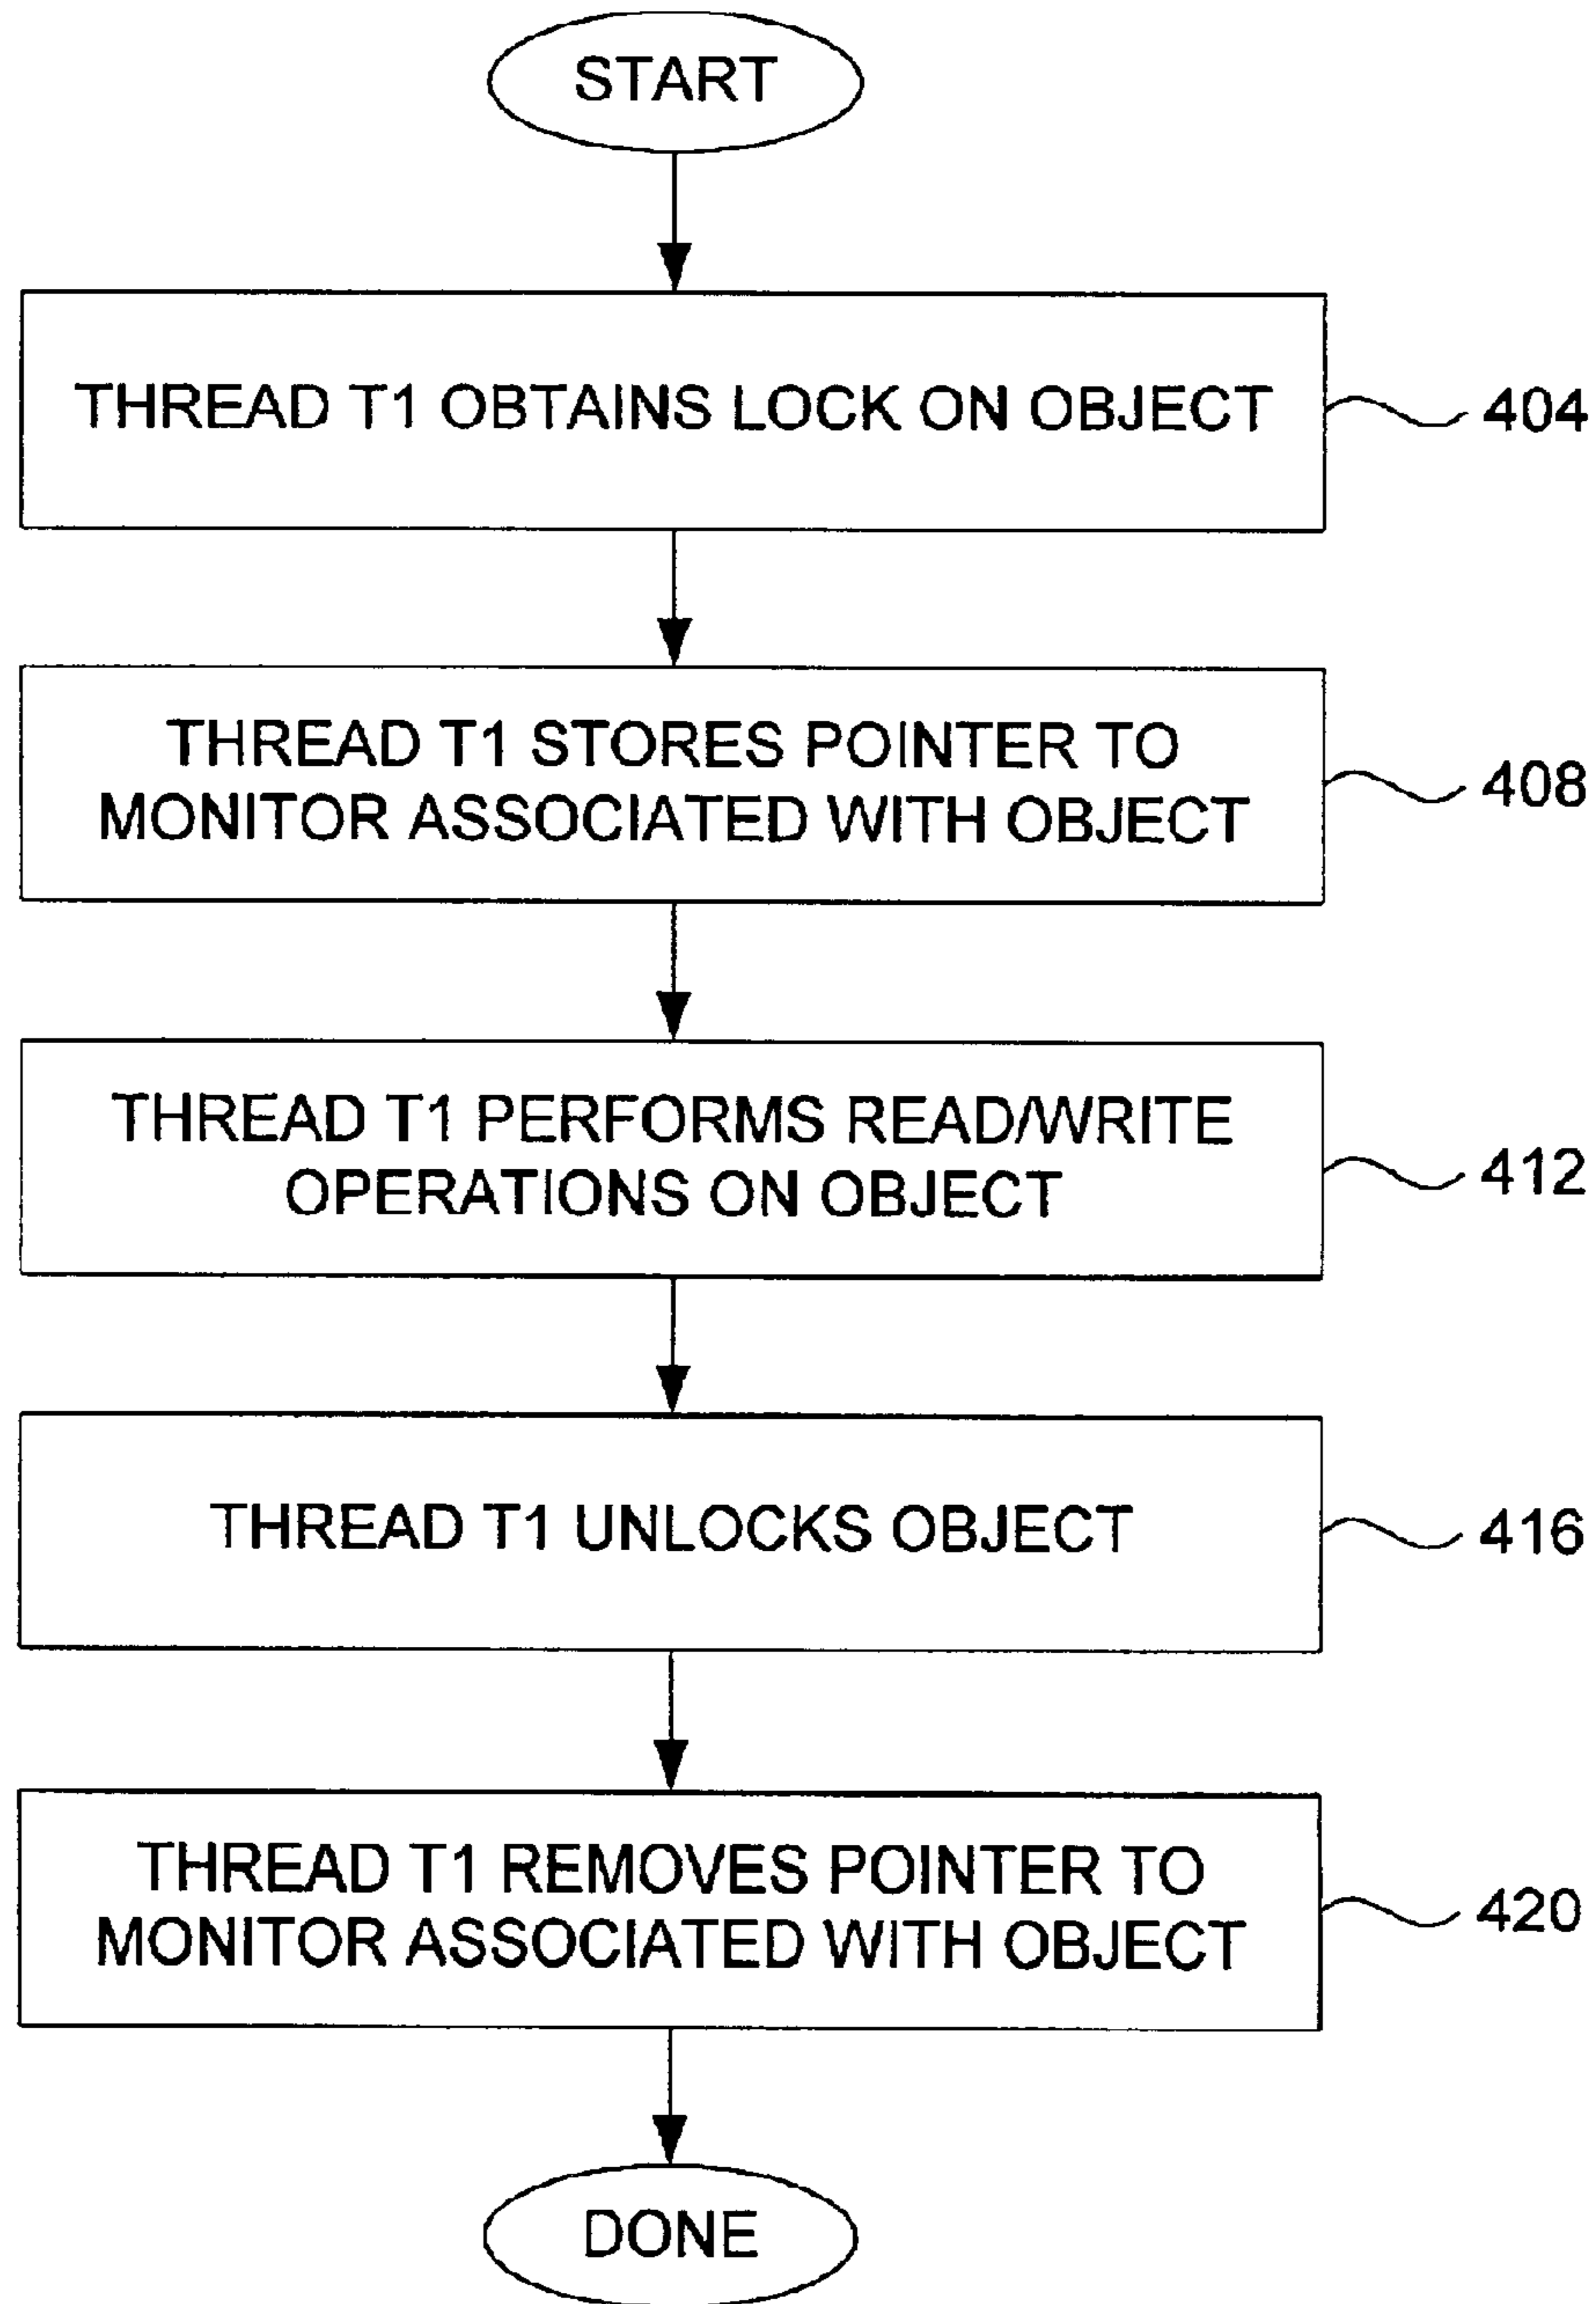 START
THREAD T1 OBTAINS LOCK ON OBJECT
404
THREAD T1 STORES POINTER TO
MONITOR ASSOCIATED WITH OBJECT
408
THREAD T1 PERFORMS READ/WRITE
OPERATIONS ON OBJECT
412
THREAD T1 UNLOCKS OBJECT
416
THREAD T1 REMOVES POINTER TO
MONITOR ASSOCIATED WITH OBJECT
420
DONE